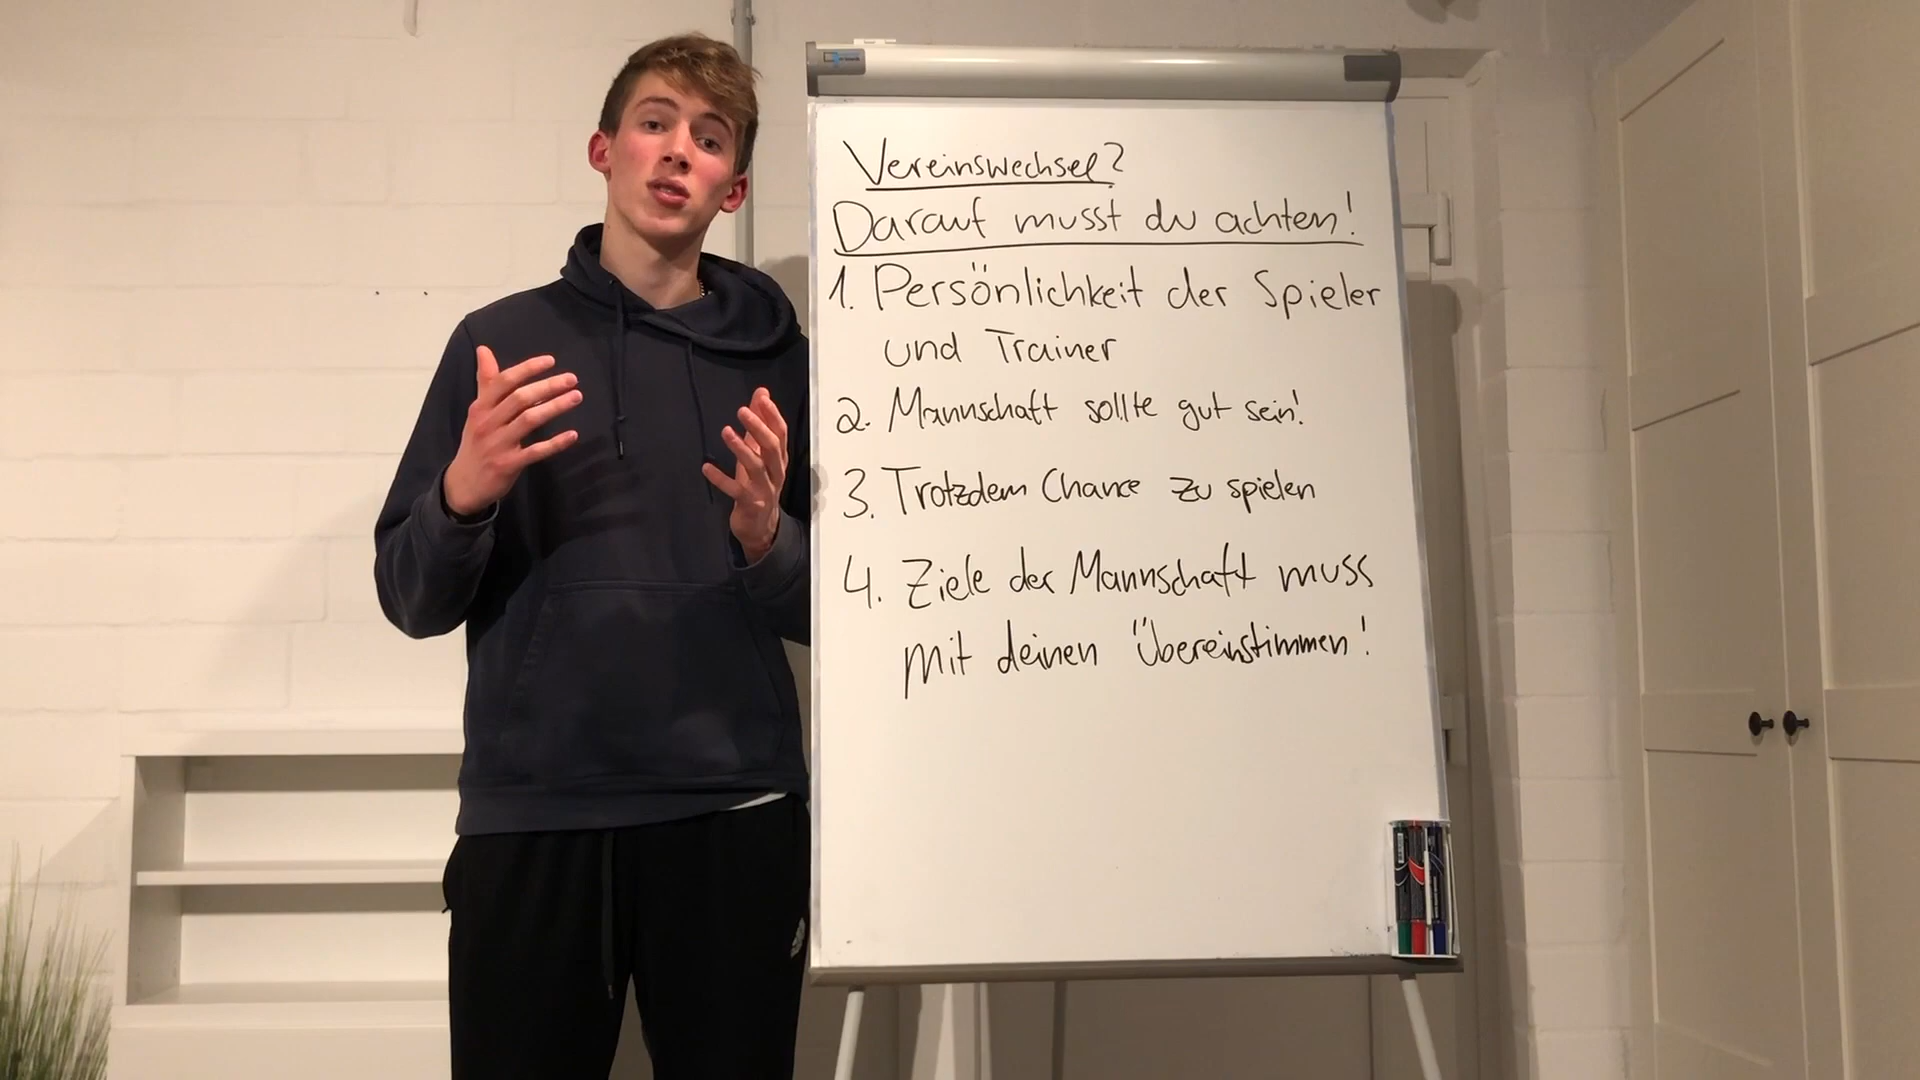 Vereinswechsel?
Darauf musst du achten!
1. Persönlichkeit der Spieler
und Trainer
2. Mannschaft sollte gut sein!
3. Trotzdem Chance zu spielen
4. Ziele der Mannschaft muss
mit deinen Übereinstimmen!